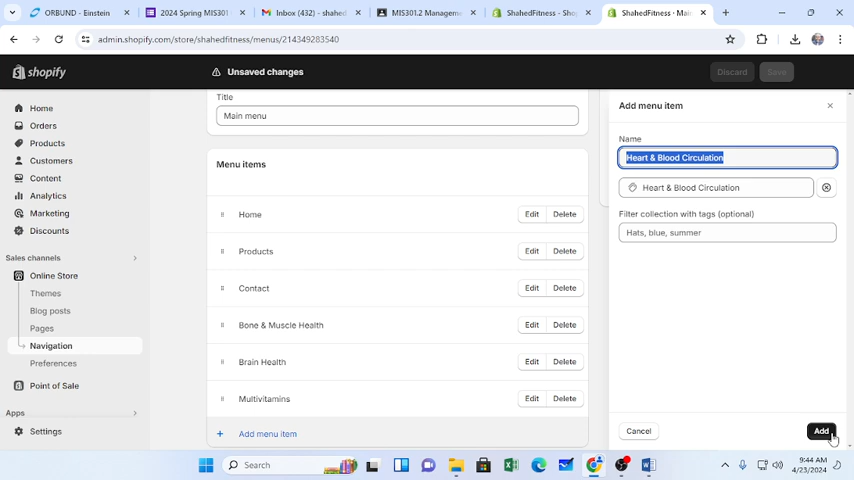 ORBUND - Einstein
2024 Spring MIS301
Inbox (432) - shahed
MIS301.2 Manageme
ShahedFitness - Shop
ShahedFitness · Main
admin.shopify.com/store/shahedfitness/menus/214349283540
shopify
Unsaved changes
Discard
Save
Home
Orders
Products
Customers
Content
Analytics
Marketing
Discounts
Sales channels
Online Store
Themes
Blog posts
Pages
Navigation
Preferences
Point of Sale
Apps
Settings
Title
Main menu
Menu items
Home Edit Delete
Products Edit Delete
Contact Edit Delete
Bone & Muscle Health Edit Delete
Brain Health Edit Delete
Multivitamins Edit Delete
Add menu item
Add menu item
Name
Heart & Blood Circulation
Heart & Blood Circulation
Filter collection with tags (optional)
Hats, blue, summer
Cancel
Add
Search
9:44 AM
4/23/2024